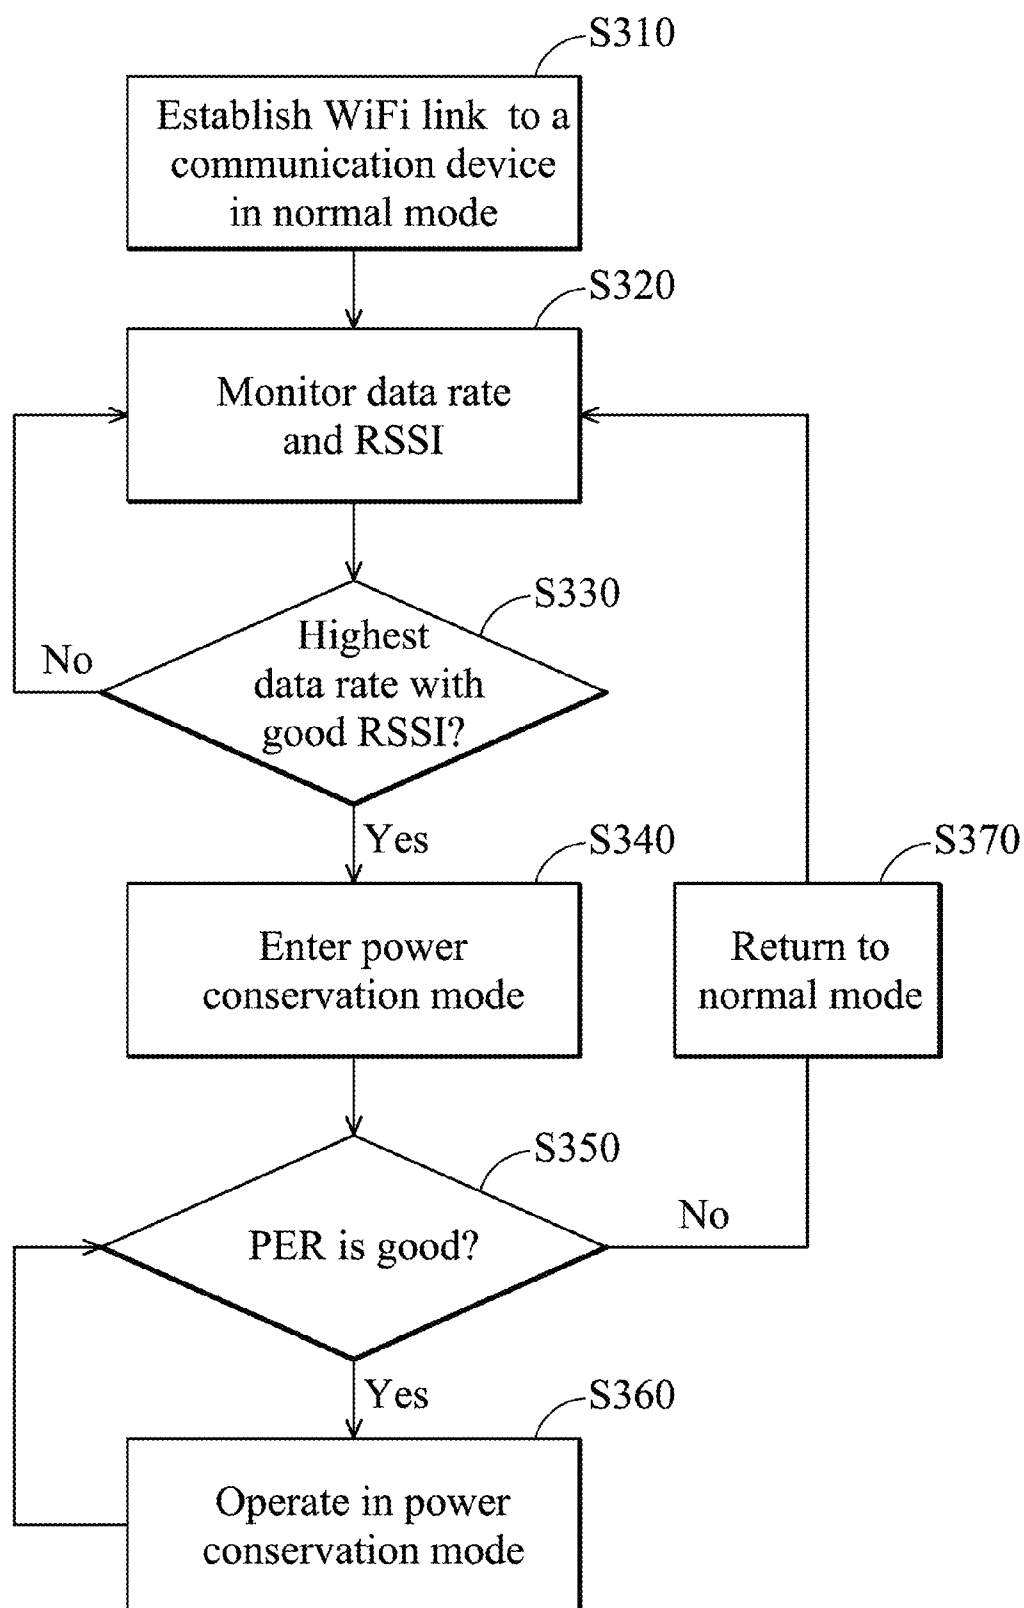 S310
Establish WiFi link to a
communication device
in normal mode
S320
Monitor data rate
and RSSI
S330
Highest
data rate with
good RSSI?
No
Yes
S340
Enter power
conservation mode
S370
Return to
normal mode
S350
PER is good?
No
Yes
S360
Operate in power
conservation mode